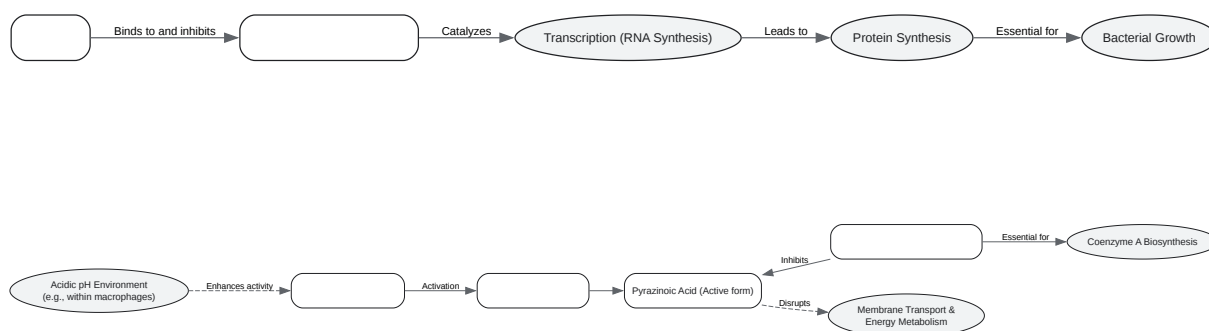 Binds to and inhibits
Catalyzes
Transcription (RNA Synthesis)
Leads to
Protein Synthesis
Essential for
Bacterial Growth
Essential for
Coenzyme A Biosynthesis
Inhibits
Acidic pH Environment
(e.g., within macrophages)
Enhances activity
Activation
Pyrazinoic Acid (Active form)
Disrupts
Membrane Transport &
Energy Metabolism